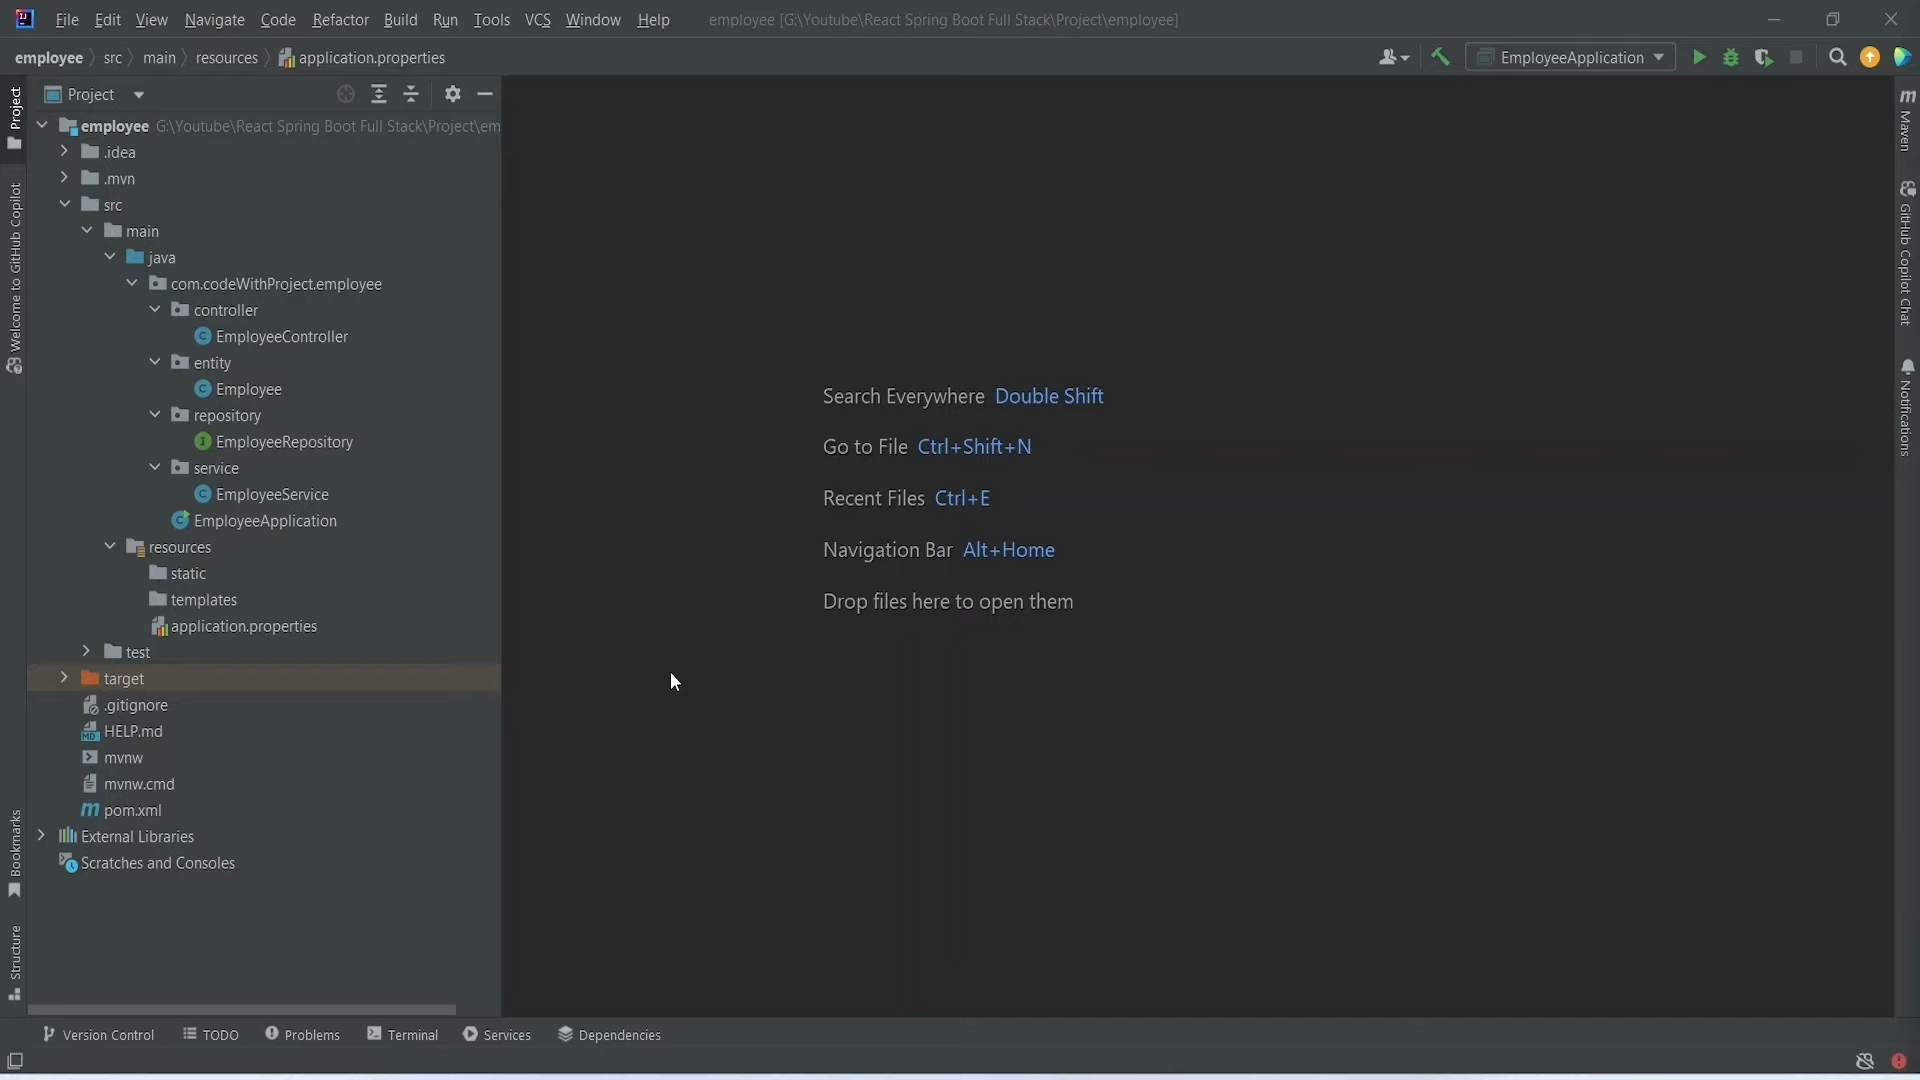 File Edit View Navigate Code Refactor Build Run Tools VCS Window Help employee [G:\Youtube\React Spring Boot Full Stack\Project\employee]
employee src main resources application.properties EmployeeApplication
Project
employee G:\Youtube\React Spring Boot Full Stack\Project\em
.idea
.mvn
src
main
java
com.codeWithProject.employee
controller
EmployeeController
entity
Employee
repository
EmployeeRepository
service
EmployeeService
EmployeeApplication
resources
static
templates
application.properties
test
target
.gitignore
HELP.md
mvnw
mvnw.cmd
pom.xml
External Libraries
Scratches and Consoles
Project
Welcome to GitHub Copilot
Bookmarks
Structure
Search Everywhere Double Shift
Go to File Ctrl+Shift+N
Recent Files Ctrl+E
Navigation Bar Alt+Home
Drop files here to open them
Maven
GitHub Copilot Chat
Notifications
Version Control TODO Problems Terminal Services Dependencies